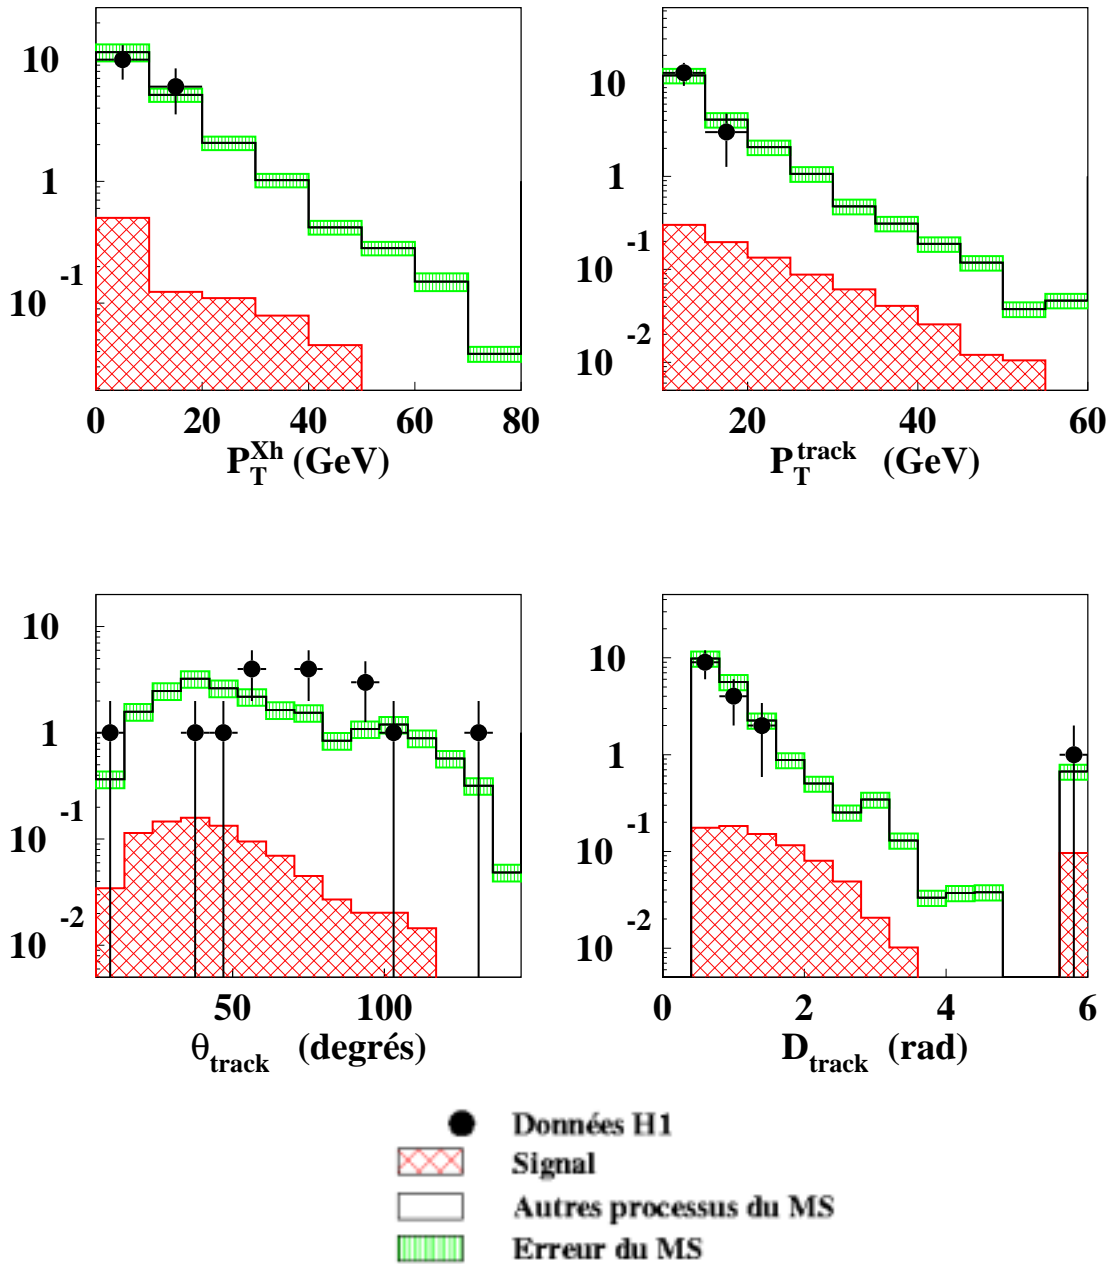 10
1
10 -1
0 20 40 60 80
P_T^Xh (GeV)
10
1
10 -1
10 -2
20 40 60
P_T^track (GeV)
10
1
10 -1
10 -2
50 100
θ_track (degrés)
10
1
10 -1
10 -2
0 2 4 6
D_track (rad)
Données H1
Signal
Autres processus du MS
Erreur du MS